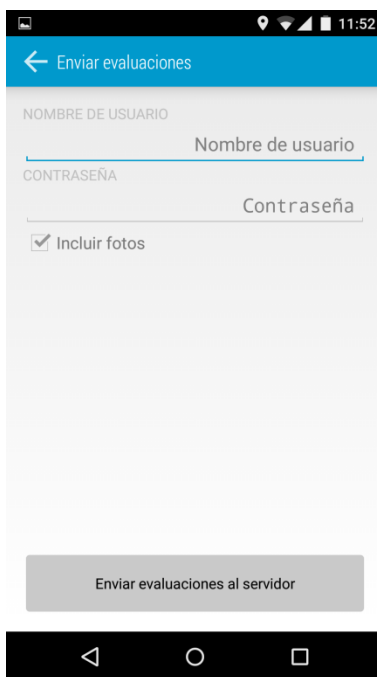 11:52
Enviar evaluaciones
NOMBRE DE USUARIO
Nombre de usuario
CONTRASEÑA
Contraseña
Incluir fotos
Enviar evaluaciones al servidor